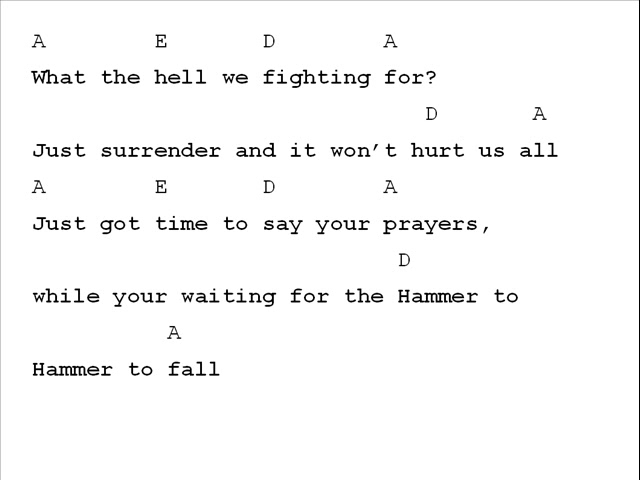 A        E       D        A
What the hell we fighting for?
                             D       A
Just surrender and it won’t hurt us all
A        E       D        A
Just got time to say your prayers,
                           D
while your waiting for the Hammer to
          A
Hammer to fall